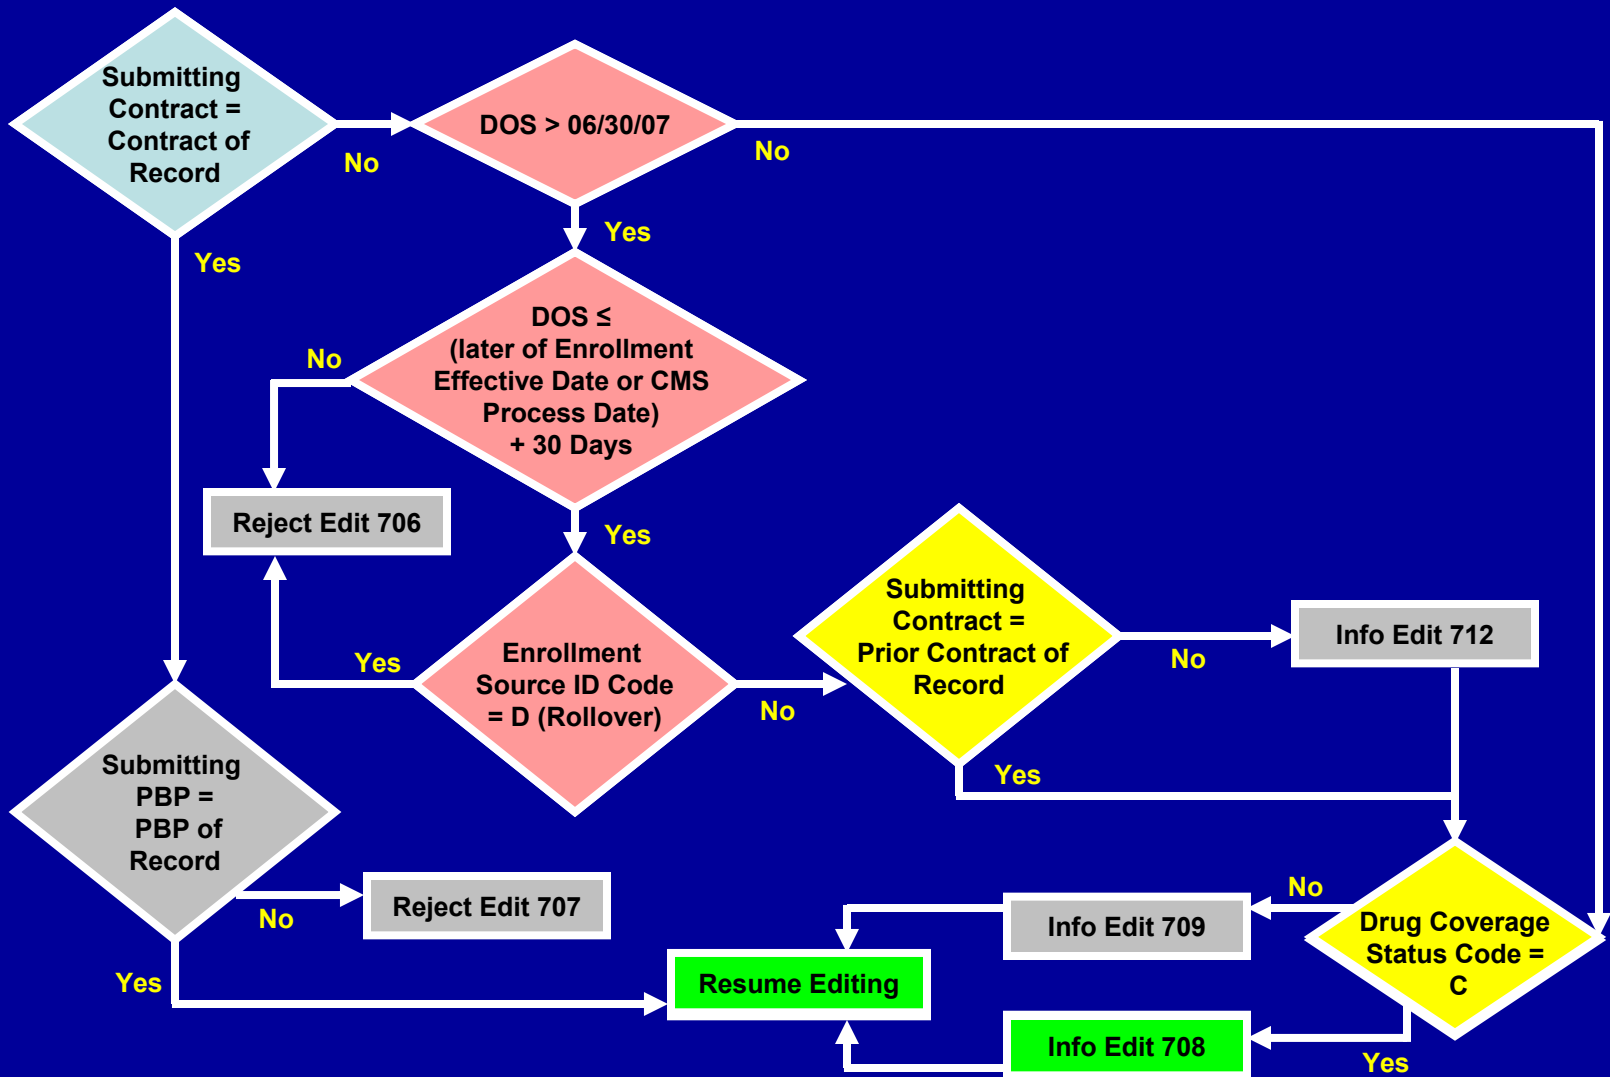 Submitting
Contract =
Contract of
Record
No
DOS > 06/30/07
No
Yes
Yes
DOS ≤
(later of Enrollment
Effective Date or CMS
Process Date)
+ 30 Days
No
Reject Edit 706
Yes
Enrollment
Source ID Code
= D (Rollover)
Yes
No
Submitting
Contract =
Prior Contract of
Record
No
Info Edit 712
Yes
Submitting
PBP =
PBP of
Record
No
Reject Edit 707
Yes
Drug Coverage
Status Code =
C
No
Info Edit 709
Resume Editing
Info Edit 708
Yes